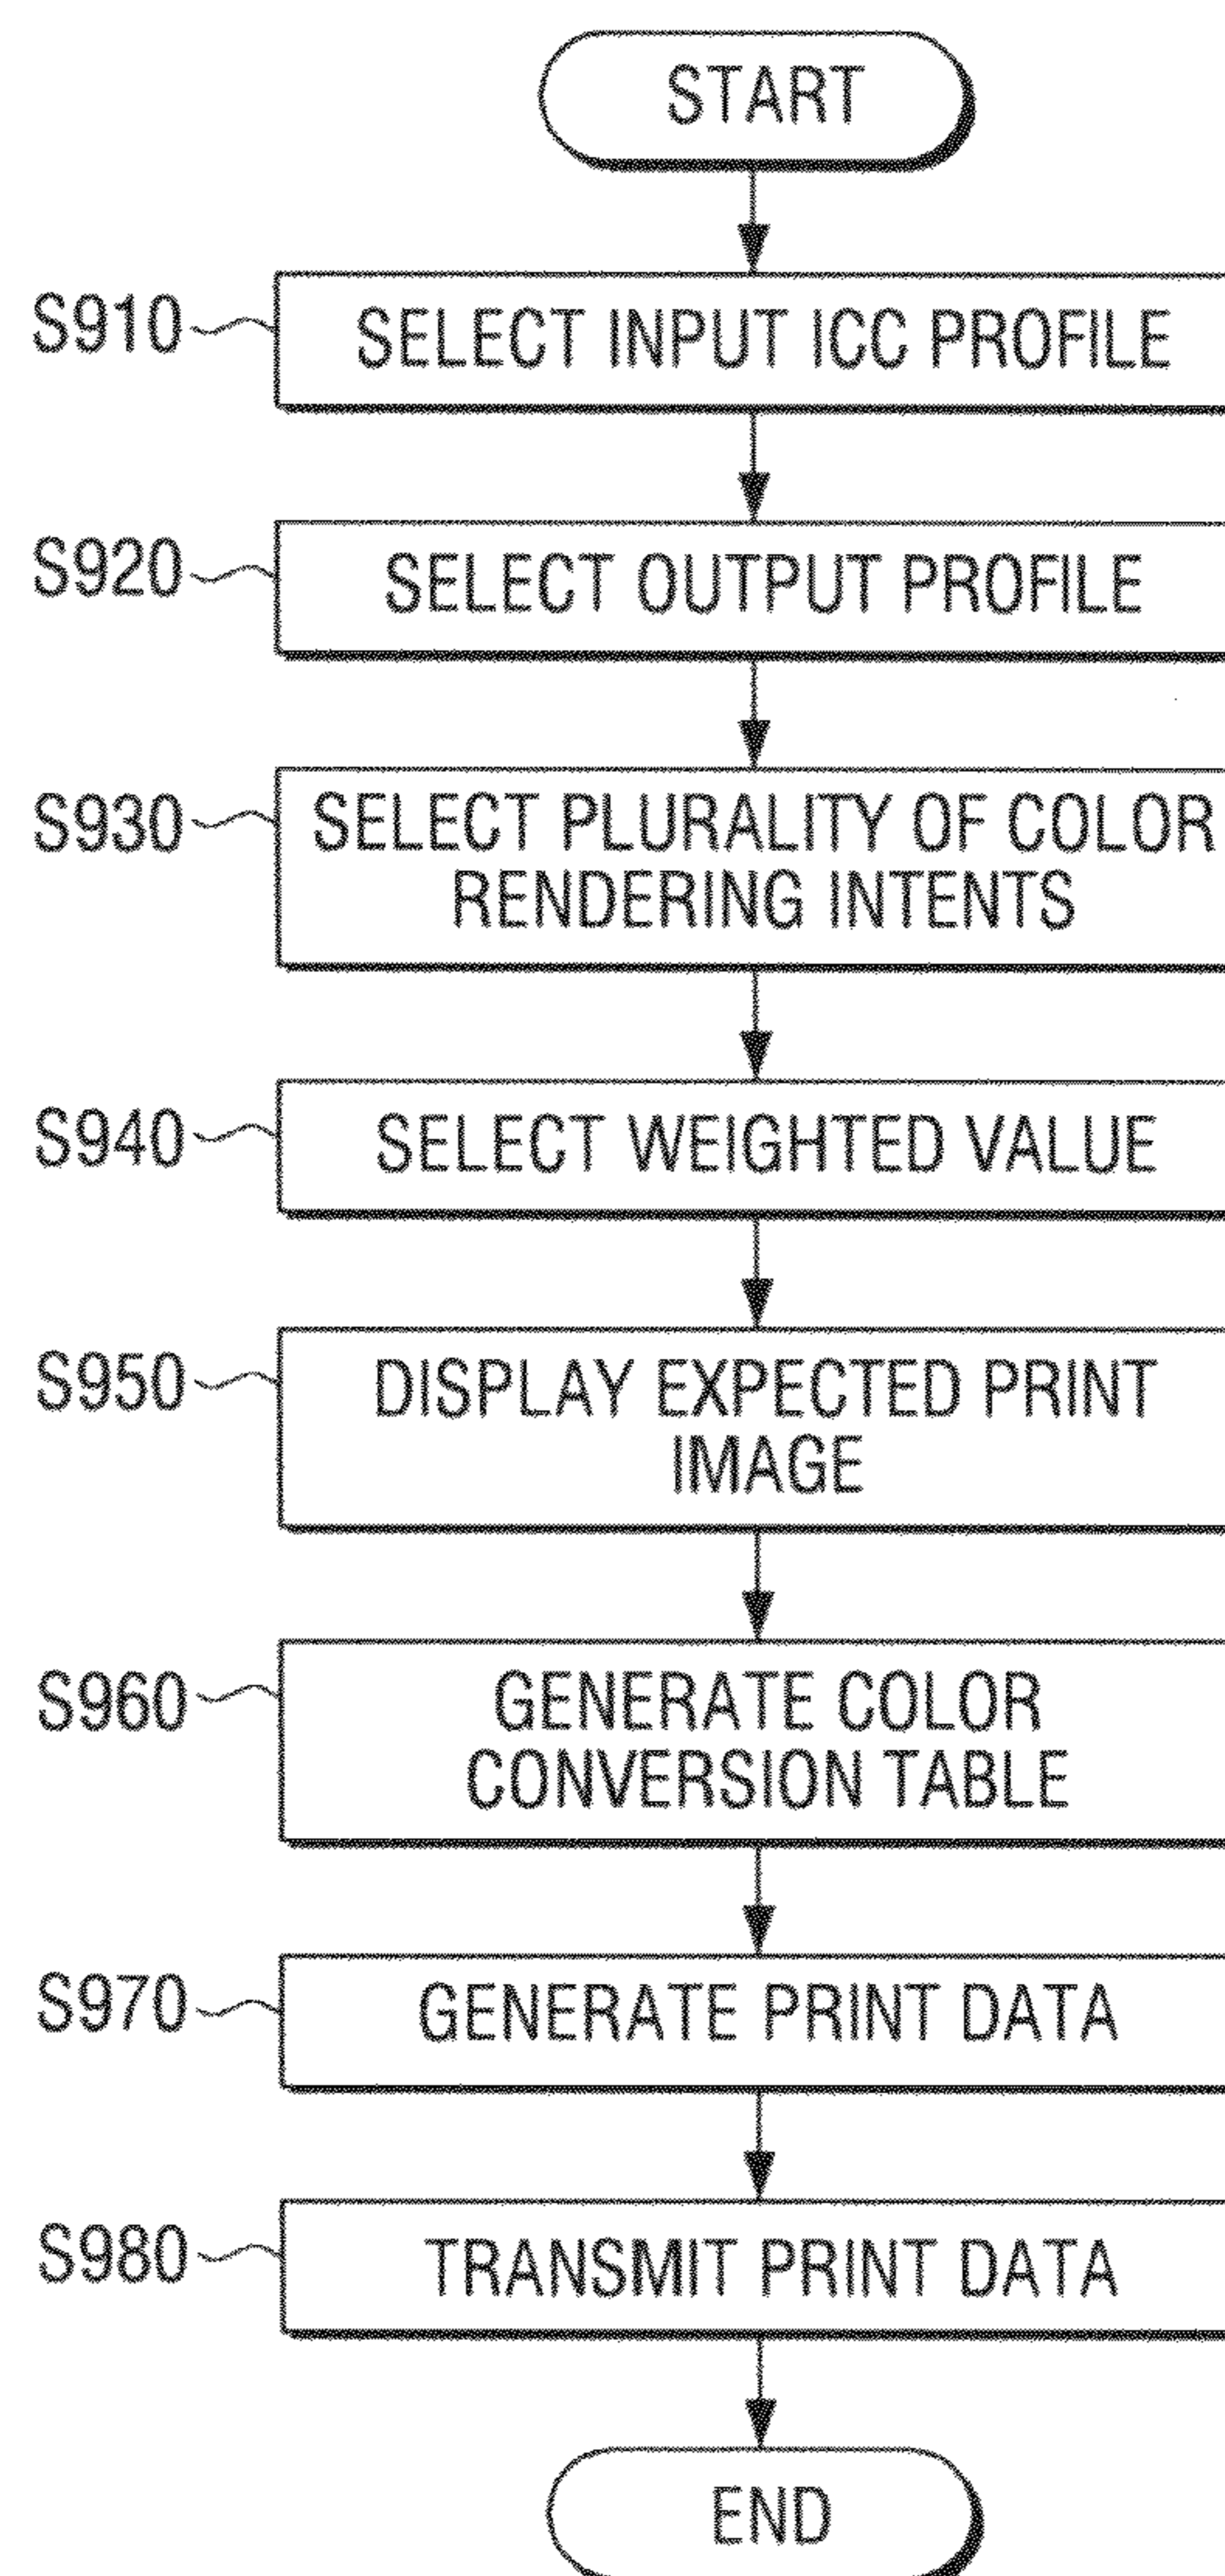 START
S910
SELECT INPUT ICC PROFILE
S920
SELECT OUTPUT PROFILE
S930
SELECT PLURALITY OF COLOR
RENDERING INTENTS
S940
SELECT WEIGHTED VALUE
S950
DISPLAY EXPECTED PRINT
IMAGE
S960
GENERATE COLOR
CONVERSION TABLE
S970
GENERATE PRINT DATA
S980
TRANSMIT PRINT DATA
END